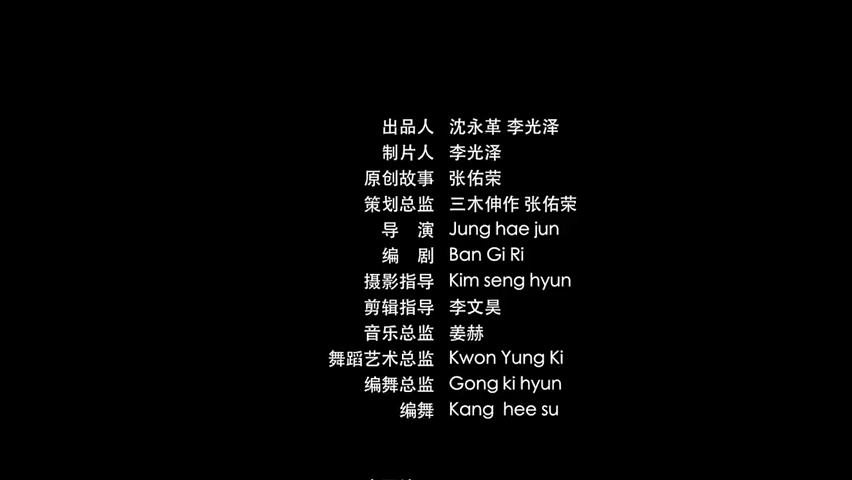 出品人 沈永革 李光泽
制片人 李光泽
原创故事 张佑荣
策划总监 三木伸作 张佑荣
导 演 Jung hae jun
编 剧 Ban Gi Ri
摄影指导 Kim seng hyun
剪辑指导 李文昊
音乐总监 姜赫
舞蹈艺术总监 Kwon Yung Ki
编舞总监 Gong ki hyun
编舞 Kang hee su